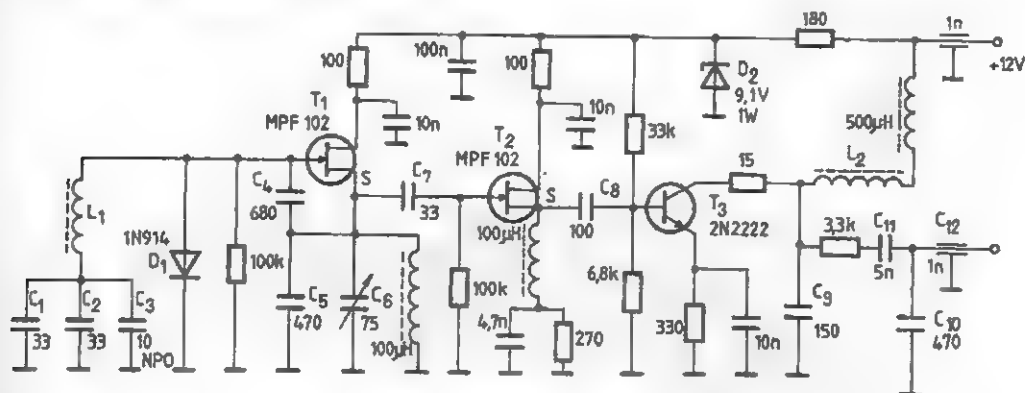 180
1n
+12V
100
100n
100
D2
9,1V
1W
T1
MPF 102
10n
10n
33k
500µH
T2
MPF 102
15
L2
S
C7
33
S
C8
100
T3
2N2222
C4
680
L1
1N914
D1
100k
100µH
6,8k
3,3k
C11
5n
C12
1n
C1
33
C2
33
C3
10
NPO
C5
470
C6
75
100µH
100k
4,7n
270
330
10n
C9
150
C10
470